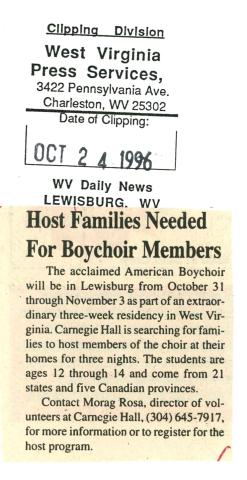 Clipping Division
West Virginia
Press Services,
3422 Pennsylvania Ave.
Charleston, WV 25302
Date of Clipping:
OCT 24 1996
WV Daily News
LEWISBURG, WV
Host Families Needed
For Boychoir Members
The acclaimed American Boychoir
will be in Lewisburg from October 31
through November 3 as part of an extraor-
dinary three-week residency in West Vir-
ginia. Carnegie Hall is searching for fami-
lies to host members of the choir at their
homes for three nights. The students are
ages 12 through 14 and come from 21
states and five Canadian provinces.
Contact Morag Rosa, director of vol-
unteers at Carnegie Hall, (304) 645-7917,
for more information or to register for the
host program.